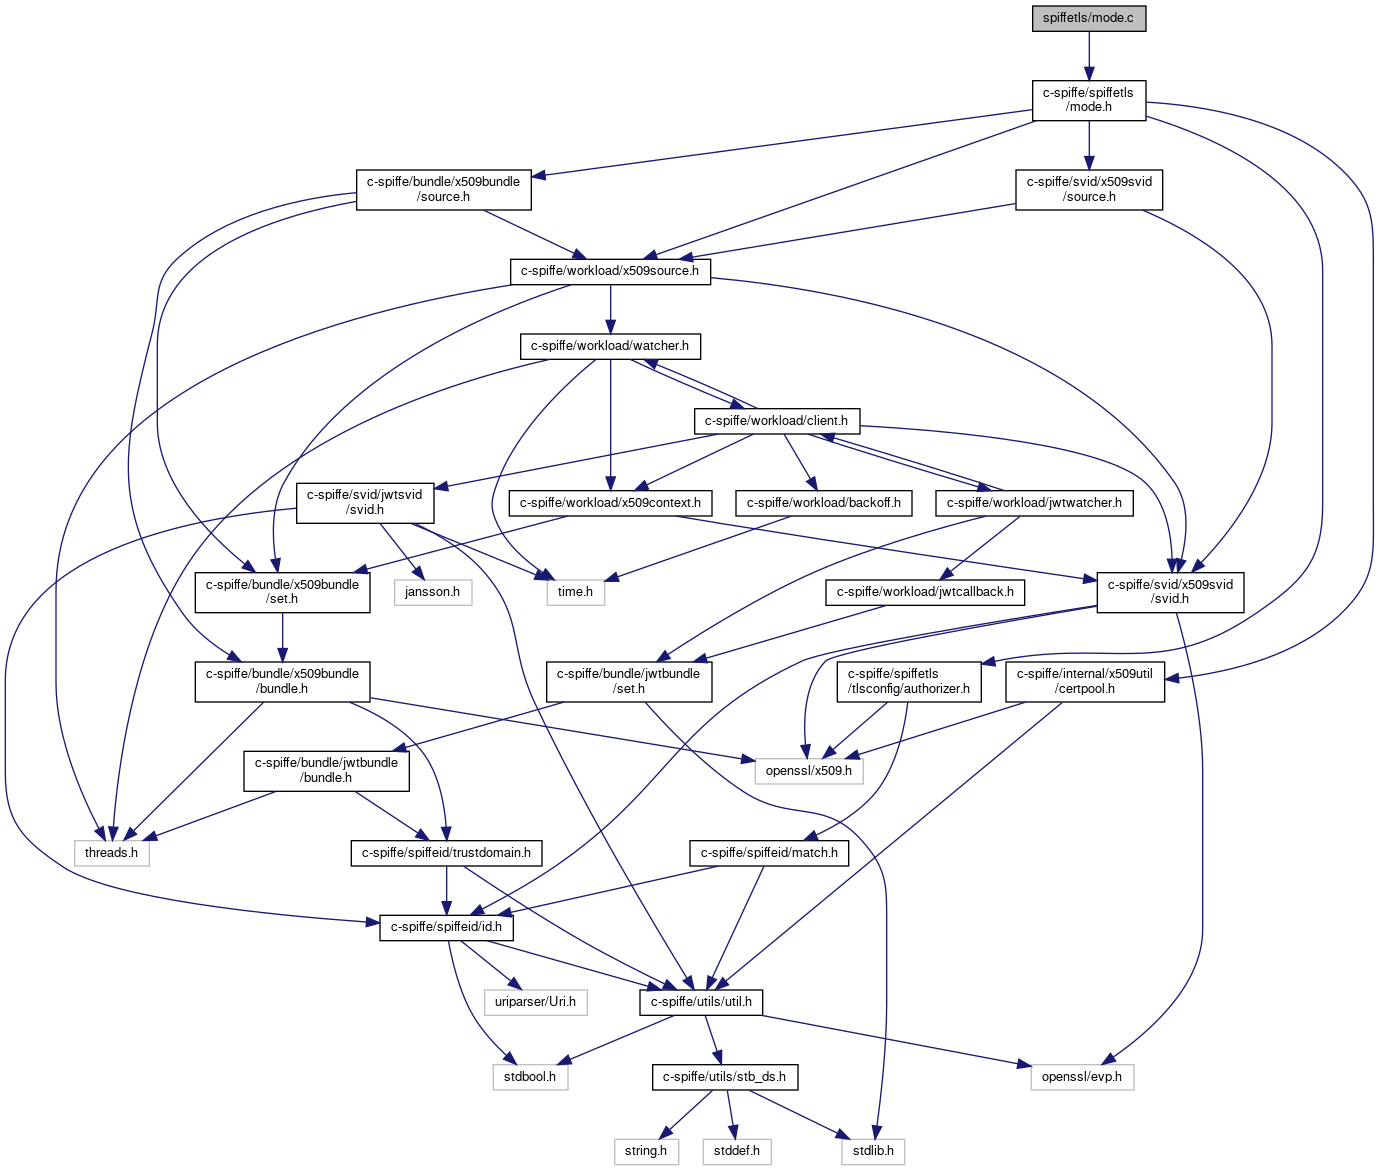 spiffetls/mode.c
c-spiffe/spiffetls
/mode.h
c-spiffe/bundle/x509bundle
/source.h
c-spiffe/svid/x509svid
/source.h
c-spiffe/workload/x509source.h
c-spiffe/workload/watcher.h
c-spiffe/workload/client.h
c-spiffe/svid/jwtsvid
/svid.h
c-spiffe/workload/x509context.h
c-spiffe/workload/backoff.h
c-spiffe/workload/jwtwatcher.h
c-spiffe/bundle/x509bundle
/set.h
jansson.h
time.h
c-spiffe/workload/jwtcallback.h
c-spiffe/svid/x509svid
/svid.h
c-spiffe/bundle/x509bundle
/bundle.h
c-spiffe/bundle/jwtbundle
/set.h
c-spiffe/spiffetls
/tlsconfig/authorizer.h
c-spiffe/internal/x509util
/certpool.h
c-spiffe/bundle/jwtbundle
/bundle.h
openssl/x509.h
threads.h
c-spiffe/spiffeid/trustdomain.h
c-spiffe/spiffeid/match.h
c-spiffe/spiffeid/id.h
uriparser/Uri.h
c-spiffe/utils/util.h
stdbool.h
c-spiffe/utils/stb_ds.h
openssl/evp.h
string.h
stddef.h
stdlib.h